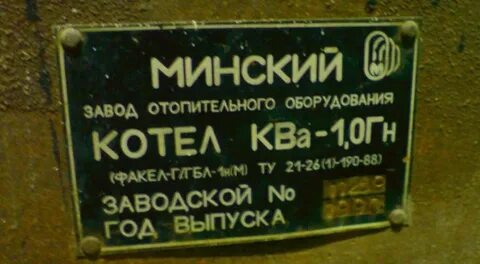 МИНСКИЙ
ЗАВОД ОТОПИТЕЛЬНОГО ОБОРУДОВАНИЯ
КОТЕЛ КВа-1,0Гн
(ФАКЕЛ-Г/ГБЛ-1н(М) ТУ 21-26(1)-190-88)
ЗАВОДСКОЙ №
ГОД ВЫПУСКА